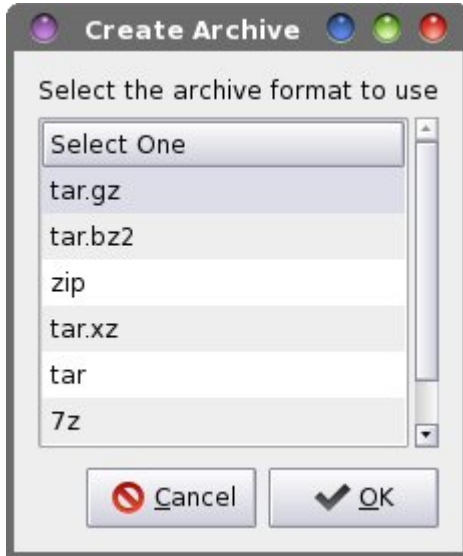 Create Archive
Select the archive format to use
Select One
tar.gz
tar.bz2
zip
tar.xz
tar
7z
Cancel
OK